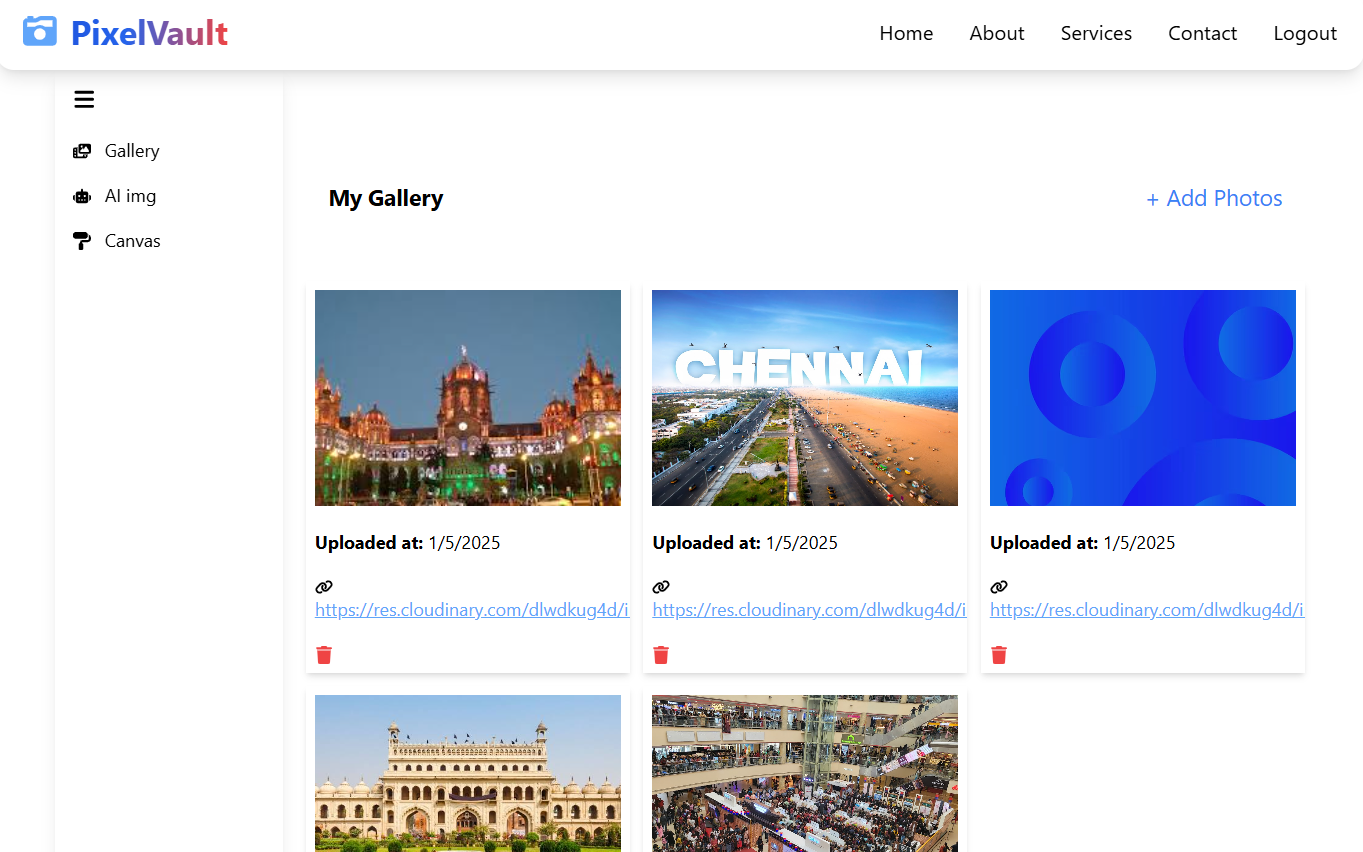 PixelVault
Home About Services Contact Logout
Gallery
AI img
Canvas
My Gallery
+ Add Photos
CHENNAI
Uploaded at: 1/5/2025
https://res.cloudinary.com/dlwdkug4d/i
Uploaded at: 1/5/2025
https://res.cloudinary.com/dlwdkug4d/i
Uploaded at: 1/5/2025
https://res.cloudinary.com/dlwdkug4d/i